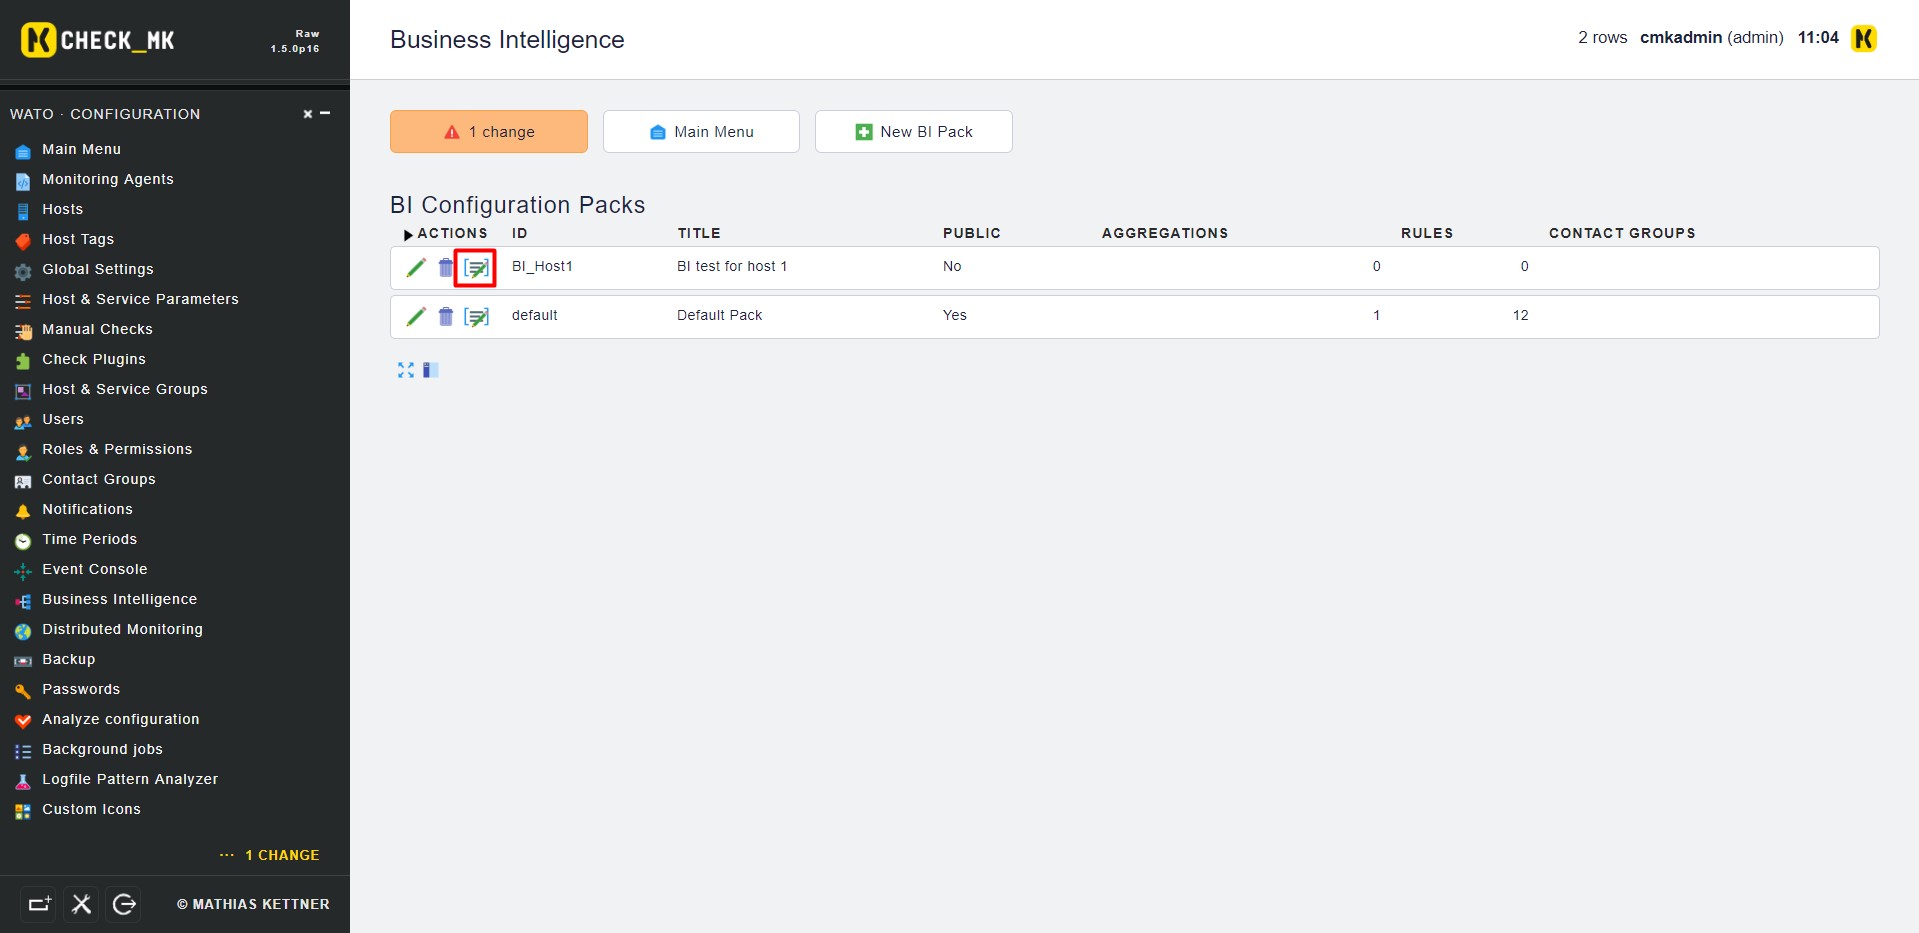 CHECK_MK
Raw
1.5.0p16
Business Intelligence
2 rows cmkadmin (admin) 11:04
WATO · CONFIGURATION
Main Menu
Monitoring Agents
Hosts
Host Tags
Global Settings
Host & Service Parameters
Manual Checks
Check Plugins
Host & Service Groups
Users
Roles & Permissions
Contact Groups
Notifications
Time Periods
Event Console
Business Intelligence
Distributed Monitoring
Backup
Passwords
Analyze configuration
Background jobs
Logfile Pattern Analyzer
Custom Icons
··· 1 CHANGE
© MATHIAS KETTNER
1 change Main Menu New BI Pack
BI Configuration Packs
ACTIONS ID TITLE PUBLIC AGGREGATIONS RULES CONTACT GROUPS
BI_Host1 BI test for host 1 No 0 0
default Default Pack Yes 1 12